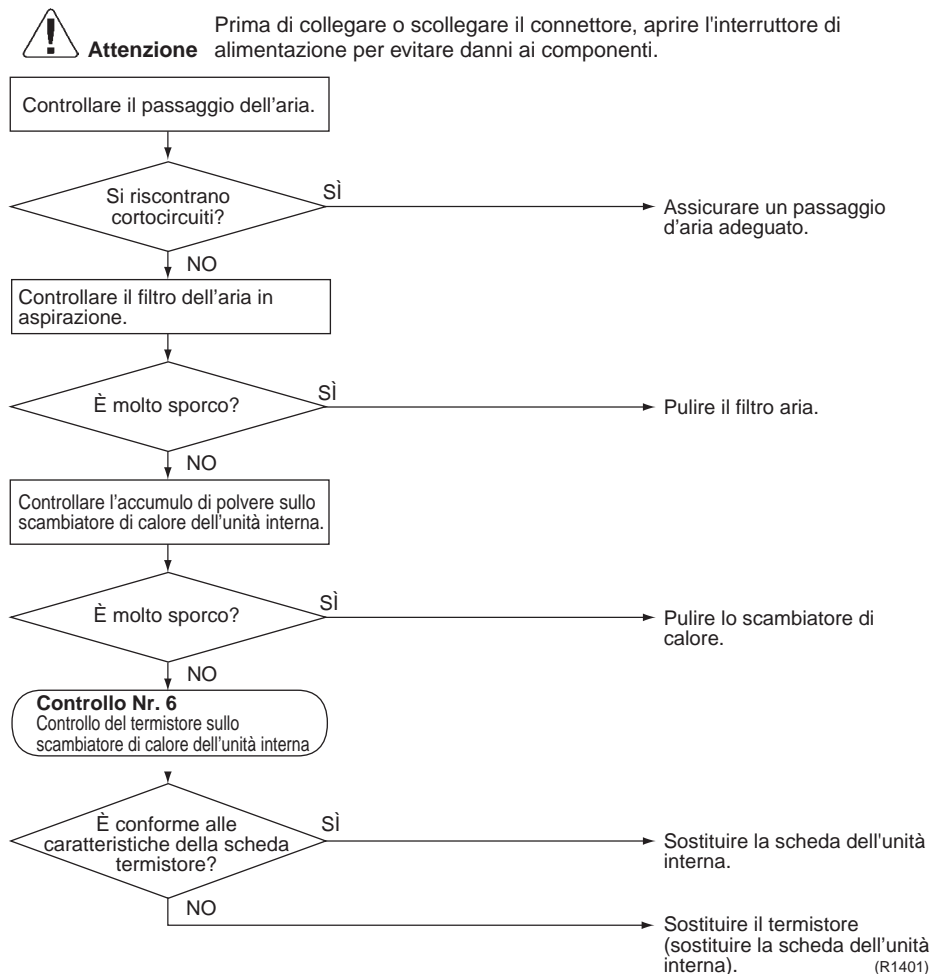 Prima di collegare o scollegare il connettore, aprire l'interruttore di
Attenzione alimentazione per evitare danni ai componenti.
Controllare il passaggio dell'aria.
Si riscontrano
cortocircuiti?
SÌ
Assicurare un passaggio
d'aria adeguato.
NO
Controllare il filtro dell'aria in
aspirazione.
È molto sporco?
SÌ
Pulire il filtro aria.
NO
Controllare l'accumulo di polvere sullo
scambiatore di calore dell'unità interna.
È molto sporco?
SÌ
Pulire lo scambiatore di
calore.
NO
Controllo Nr. 6
Controllo del termistore sullo
scambiatore di calore dell'unità interna
È conforme alle
caratteristiche della scheda
termistore?
SÌ
Sostituire la scheda dell'unità
interna.
NO
Sostituire il termistore
(sostituire la scheda dell'unità
interna).
(R1401)